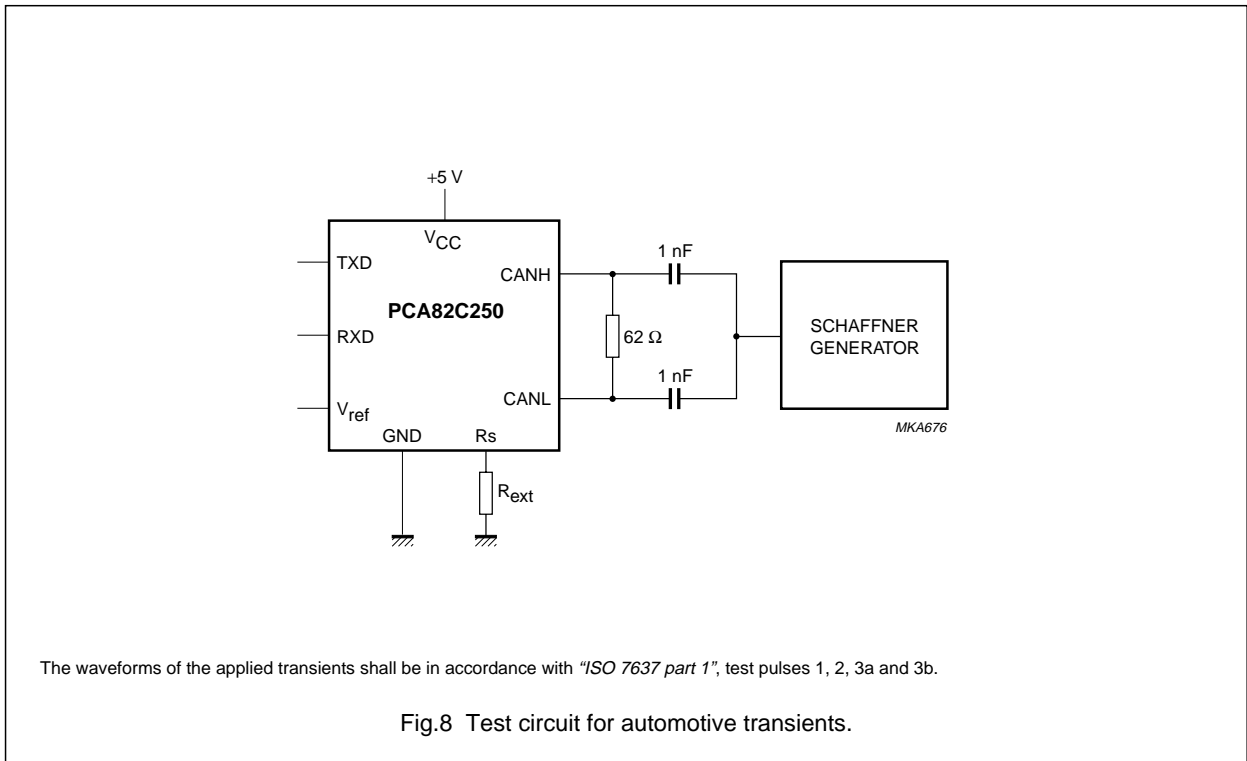 +5 V
VCC
TXD
CANH
1 nF
PCA82C250
RXD
62 Ω
SCHAFFNER
GENERATOR
1 nF
CANL
Vref
MKA676
GND
Rs
Rext
The waveforms of the applied transients shall be in accordance with “ISO 7637 part 1”, test pulses 1, 2, 3a and 3b.
Fig.8 Test circuit for automotive transients.